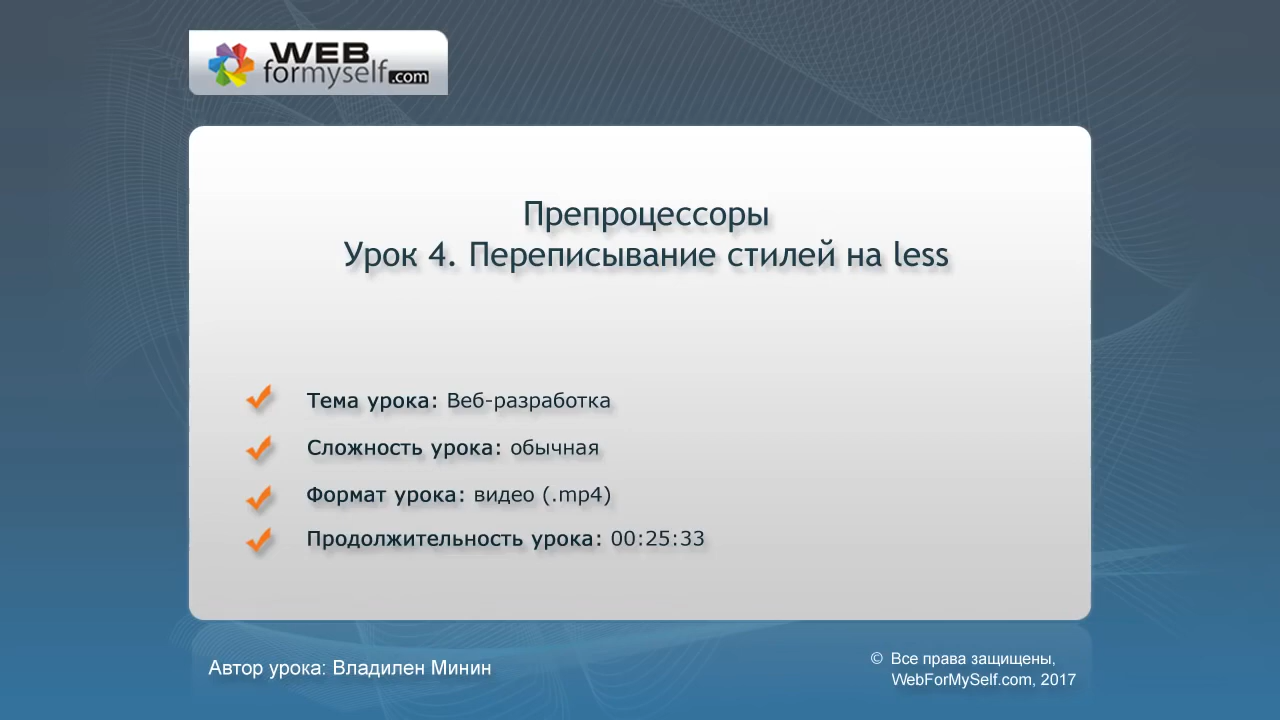 WEB
formyself.com
Препроцессоры
Урок 4. Переписывание стилей на less
Тема урока: Веб-разработка
Сложность урока: обычная
Формат урока: видео (.mp4)
Продолжительность урока: 00:25:33
Автор урока: Владилен Минин
© Все права защищены,
WebForMySelf.com, 2017